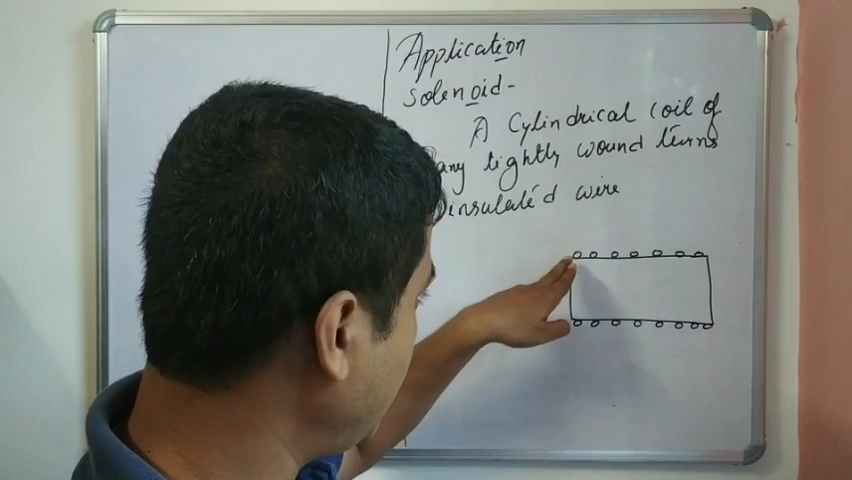 Application
Solenoid-
A Cylindrical coil of
any tightly wound turns
insulated wire